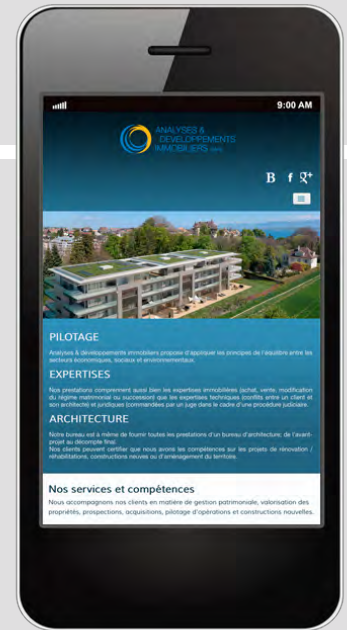 9:00 AM
ANALYSES &
DEVELOPPEMENTS
IMMOBILIERS
B f g+
PILOTAGE
Analyses & développements immobiliers propose d'appliquer les principes de l'équilibre entre les
secteurs économiques, sociaux et environnementaux.
EXPERTISES
Nos prestations comprennent aussi bien les expertises immobilières (achat, vente, modification
du régime matrimonial ou succession) que les expertises techniques (conflits entre un client et
son architecte) et juridiques (commandées par un juge dans le cadre d'une procédure judiciaire.
ARCHITECTURE
Notre bureau est à même de fournir toutes les prestations d'un bureau d'architecture; de l'avant-
projet au décompte final.
Nos clients peuvent certifier que nous avons les compétences sur les projets de rénovation /
réhabilitations, constructions neuves ou d'aménagement du territoire.
Nos services et compétences
Nous accompagnons nos clients en matière de gestion patrimoniale, valorisation des
propriétés, prospections, acquisitions, pilotage d'opérations et constructions nouvelles.